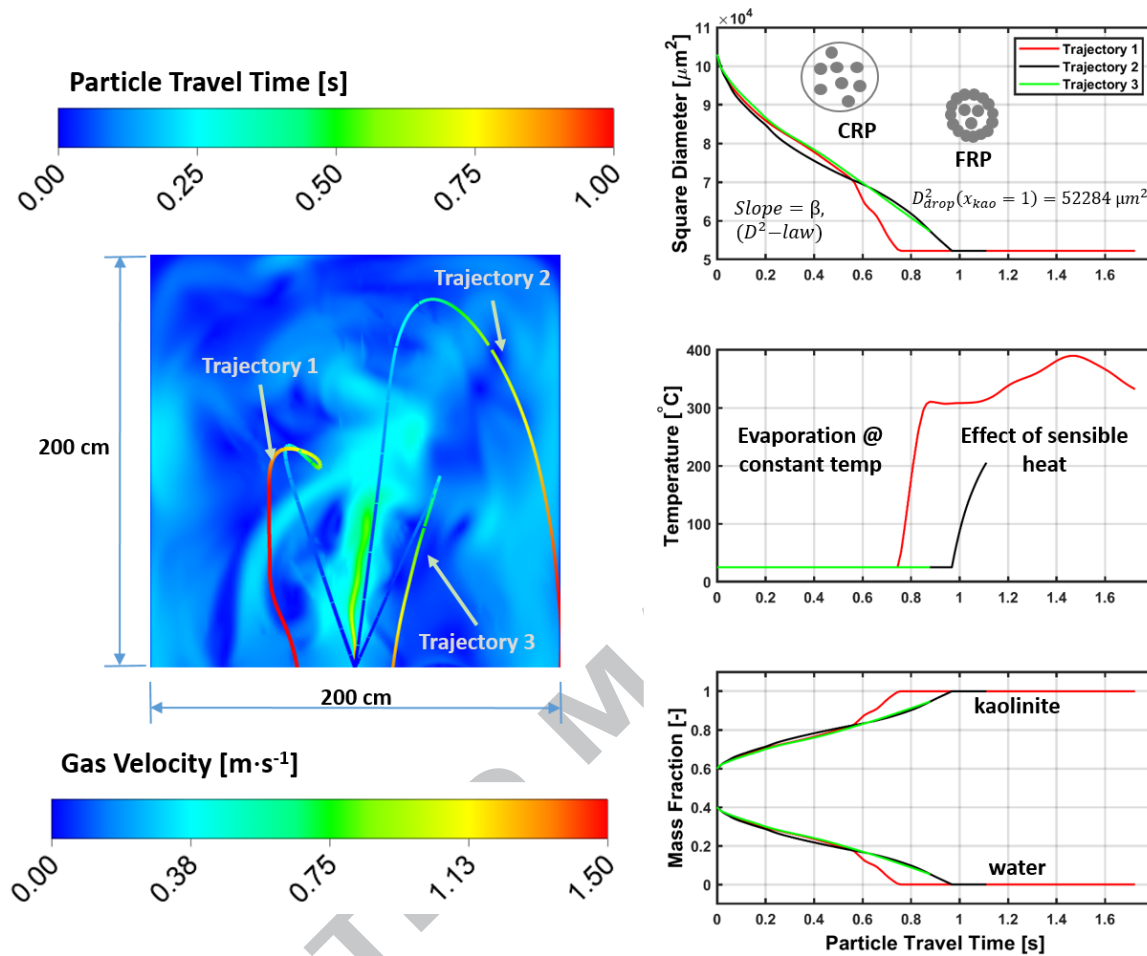 Particle Travel Time [s]
0.00
0.25
0.50
0.75
1.00
Trajectory 1
Trajectory 2
Trajectory 3
200 cm
200 cm
Gas Velocity [m·s⁻¹]
0.00
0.38
0.75
1.13
1.50
×10⁴
Square Diameter [μm²]
11
10
9
8
7
6
5
Trajectory 1
Trajectory 2
Trajectory 3
CRP
FRP
Slope = β,
(D²−law)
D²drop(xkao = 1) = 52284 μm²
0 0.2 0.4 0.6 0.8 1 1.2 1.4 1.6
Temperature [°C]
400
300
200
100
0
Evaporation @
constant temp
Effect of sensible
heat
0 0.2 0.4 0.6 0.8 1 1.2 1.4 1.6
Mass Fraction [-]
1
0.8
0.6
0.4
0.2
0
kaolinite
water
0 0.2 0.4 0.6 0.8 1 1.2 1.4 1.6
Particle Travel Time [s]